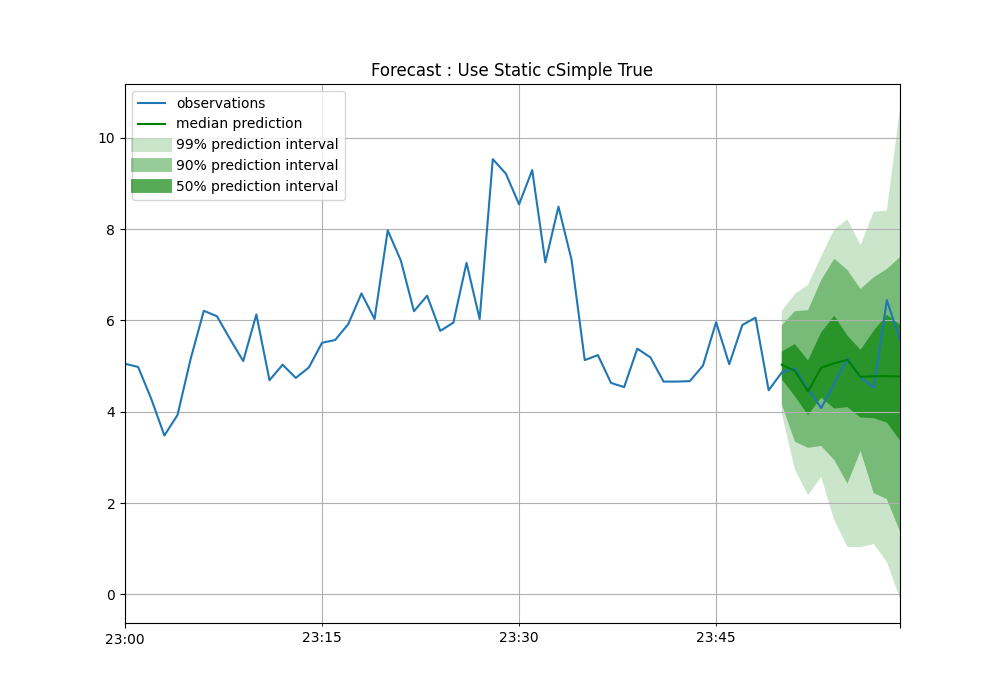 Forecast : Use Static cSimple True
observations
median prediction
99% prediction interval
90% prediction interval
50% prediction interval
10
8
6
4
2
0
23:00
23:15
23:30
23:45